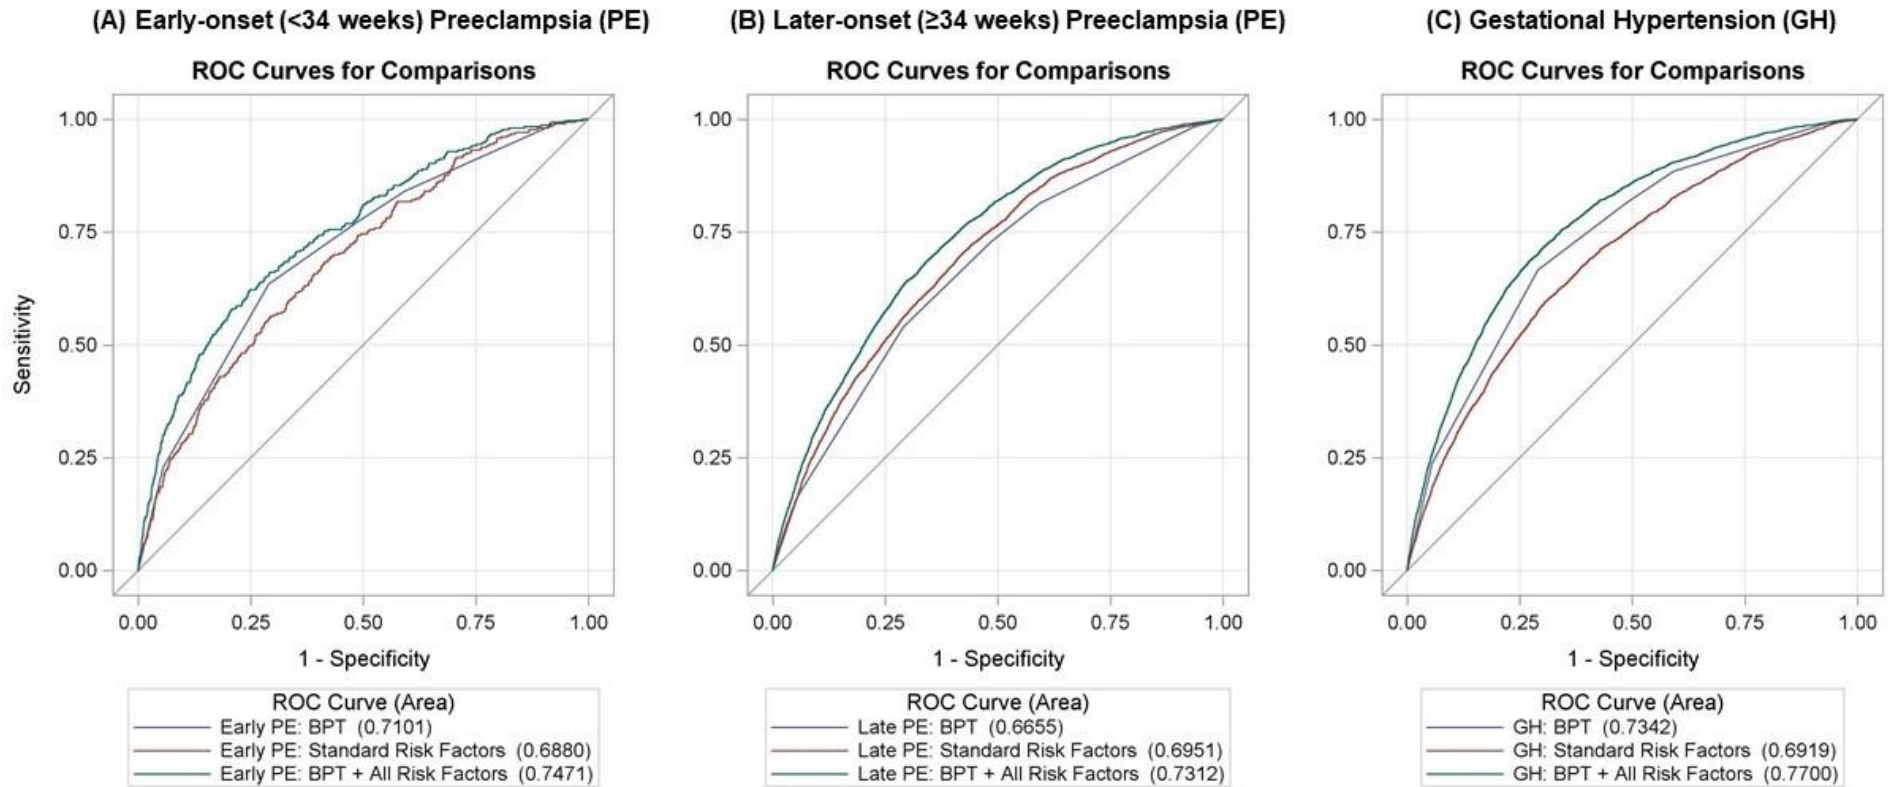 (A) Early-onset (<34 weeks) Preeclampsia (PE)
ROC Curves for Comparisons
1.00
0.75
0.50
0.25
0.00
Sensitivity
0.00 0.25 0.50 0.75 1.00
1 - Specificity
ROC Curve (Area)
Early PE: BPT (0.7101)
Early PE: Standard Risk Factors (0.6880)
Early PE: BPT + All Risk Factors (0.7471)
(B) Later-onset (≥34 weeks) Preeclampsia (PE)
ROC Curves for Comparisons
1.00
0.75
0.50
0.25
0.00
0.00 0.25 0.50 0.75 1.00
1 - Specificity
ROC Curve (Area)
Late PE: BPT (0.6655)
Late PE: Standard Risk Factors (0.6951)
Late PE: BPT + All Risk Factors (0.7312)
(C) Gestational Hypertension (GH)
ROC Curves for Comparisons
1.00
0.75
0.50
0.25
0.00
0.00 0.25 0.50 0.75 1.00
1 - Specificity
ROC Curve (Area)
GH: BPT (0.7342)
GH: Standard Risk Factors (0.6919)
GH: BPT + All Risk Factors (0.7700)